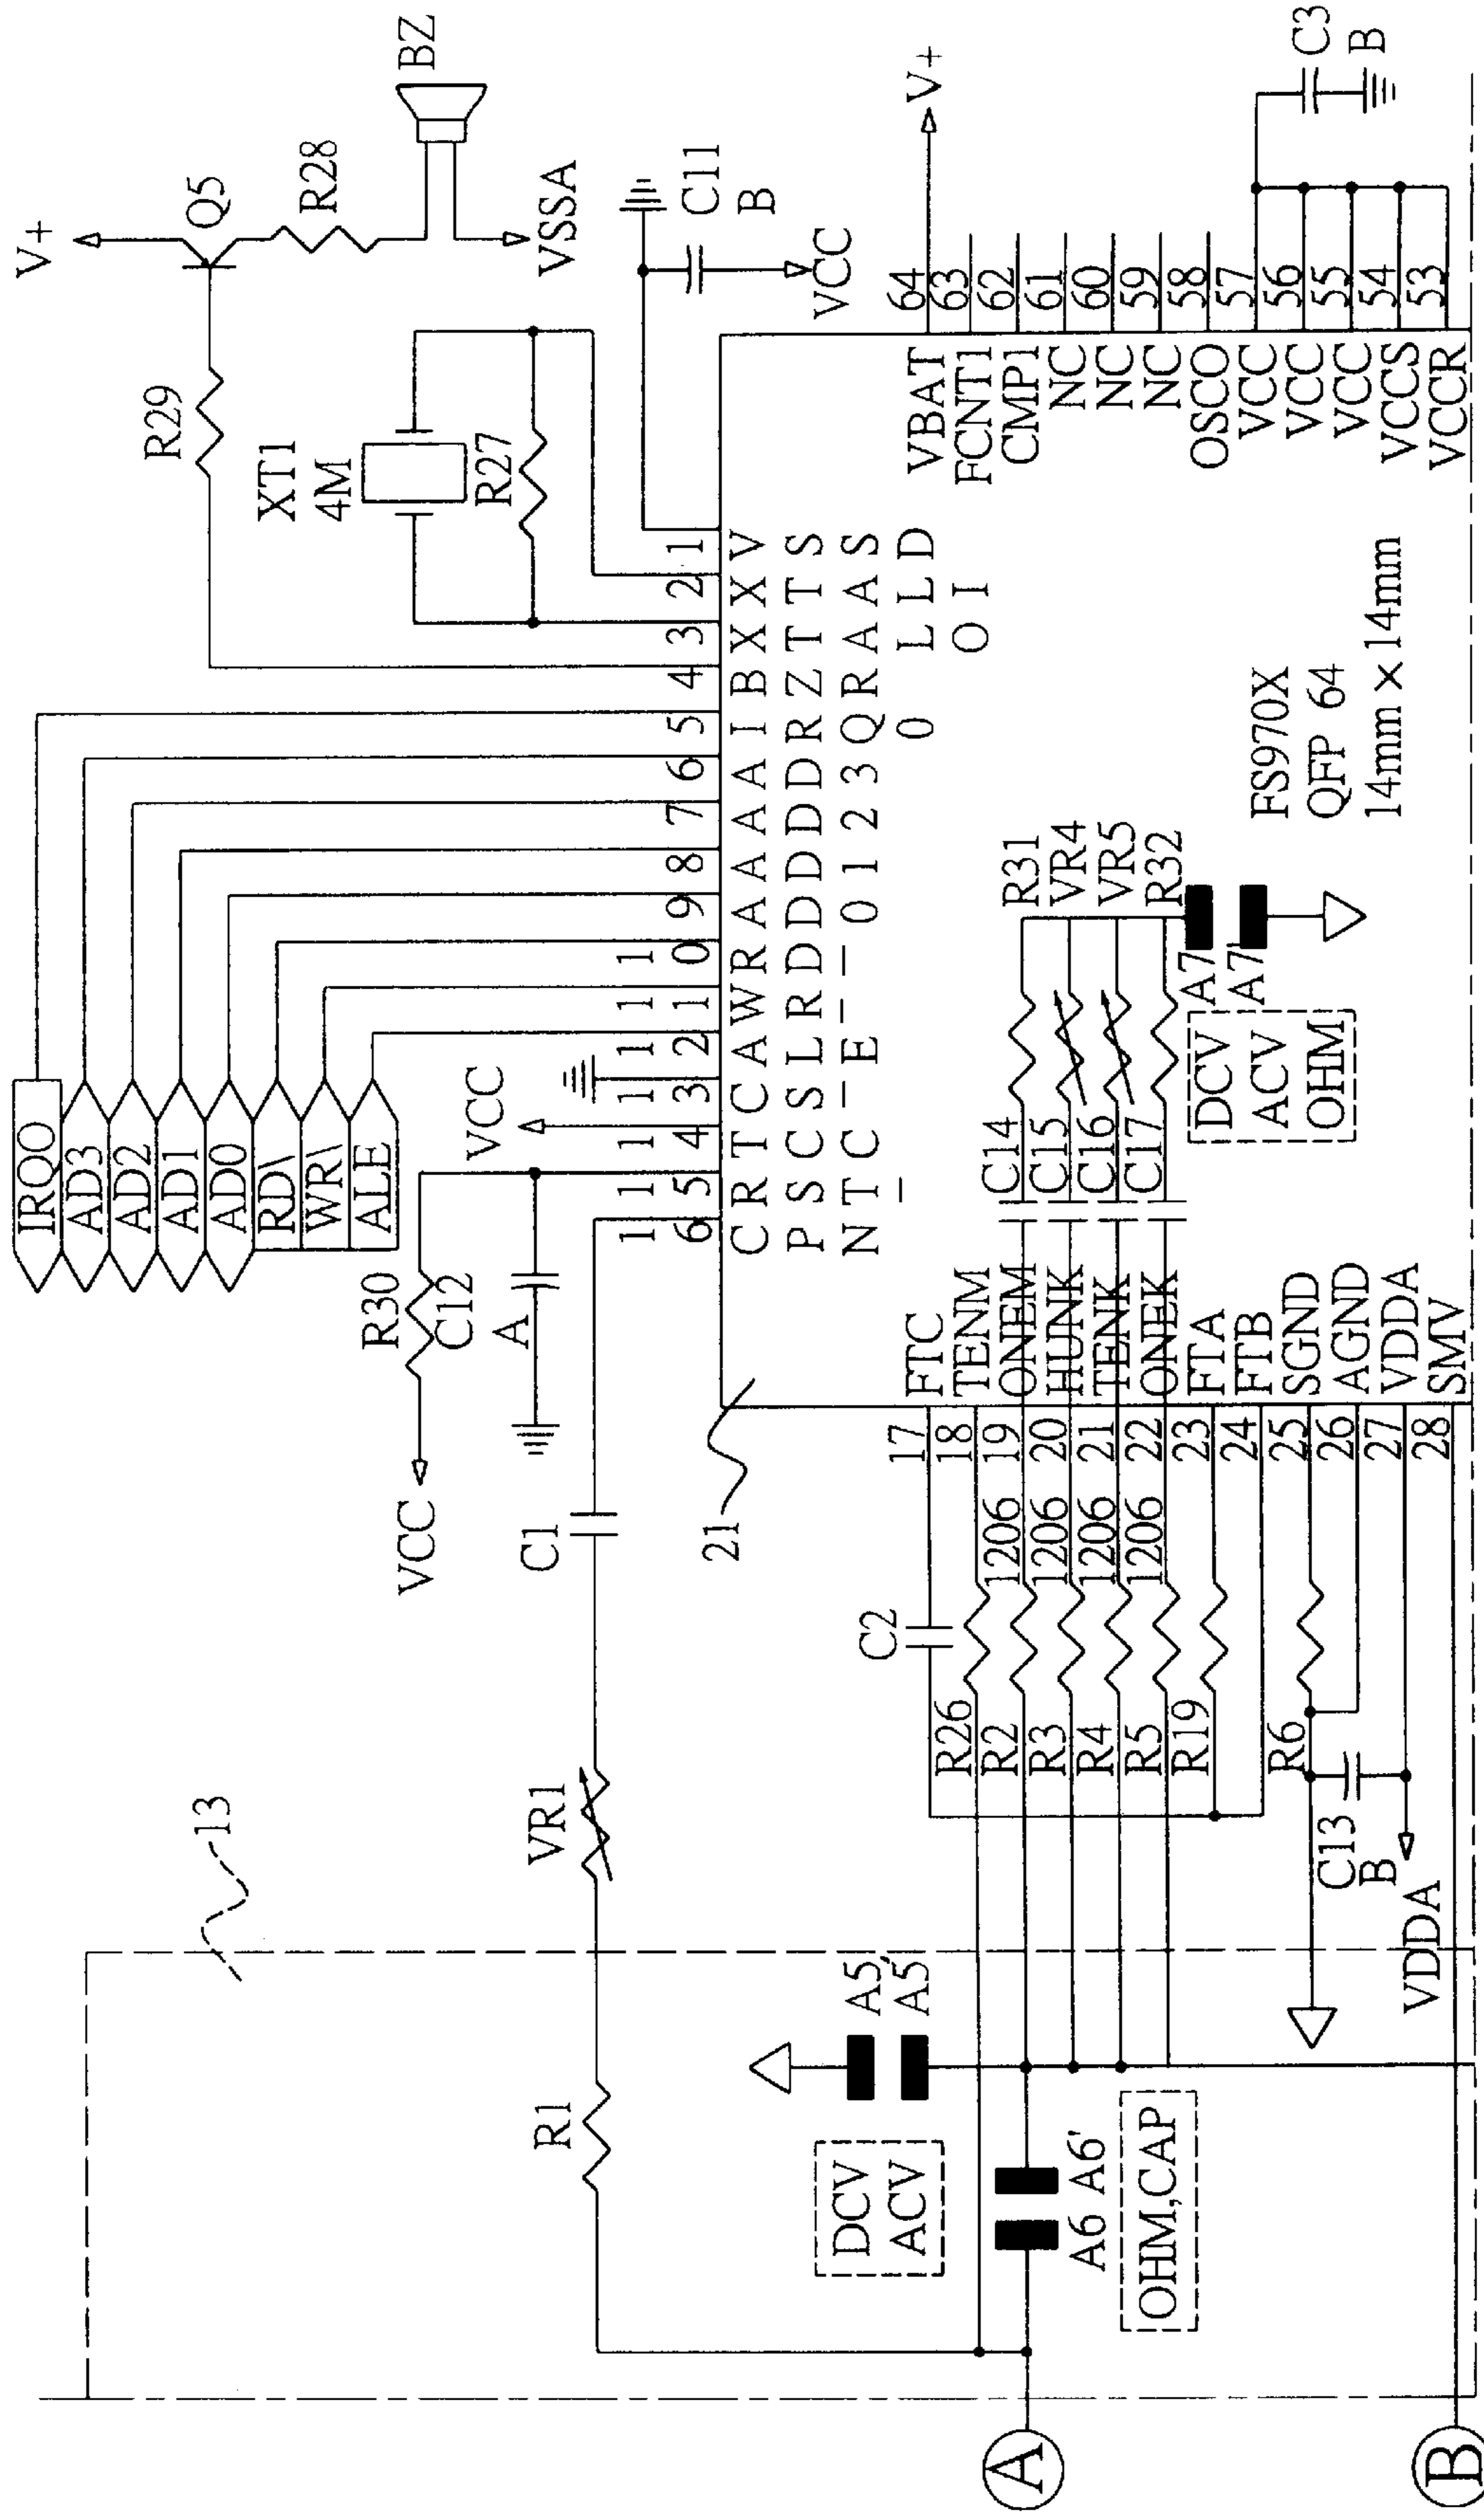 IRQO
AD3
AD2
AD1
AD0
RD\
WR\
ALE
V+
Q5
R28
BZ
VSSA
R29
XT1
4M
R27
C11
B
VCC
VCC
R30
C12
A
VCC
C1
VR1
R1
13
21
16 15 14 13 12 11 10 9 8 7 6 5 4 3 2 1
C R T C A W R A A A A I B X X V
P S C S L R D D D D D R Z T T S
N T C _ E _ _ 0 1 2 3 Q R A A S
_ 0 L L D
O I
FTC
TENM
ONEM
HUNK
TENK
ONEK
FTA
FTB
SGND
AGND
VDDA
SMV
17
18
19
20
21
22
23
24
25
26
27
28
1206
1206
1206
1206
C2
R26
R2
R3
R4
R5
R19
R6
C13
B
VDDA
C14
C15
C16
C17
R31
VR4
VR5
R32
A7
A7'
DCV
ACV
OHM
FS970X
QFP 64
14mm×14mm
VBAT 64
FCNT1 63
CMP1 62
NC 61
NC 60
NC 59
OSCO 58
VCC 57
VCC 56
VCC 55
VCCS 54
VCCR 53
V+
C3
B
DCV
ACV
A5
A5'
A6 A6'
OHM,CAP
A
B